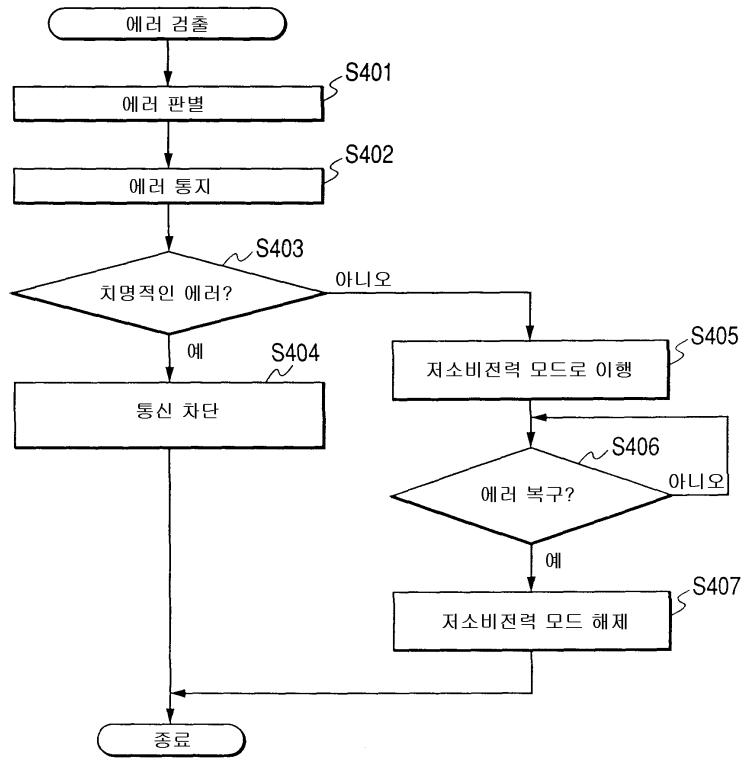 에러 검출
S401
에러 판별
S402
에러 통지
S403
치명적인 에러?
아니오
예
S404
통신 차단
S405
저소비전력 모드로 이행
S406
에러 복구?
아니오
예
S407
저소비전력 모드 해제
종료